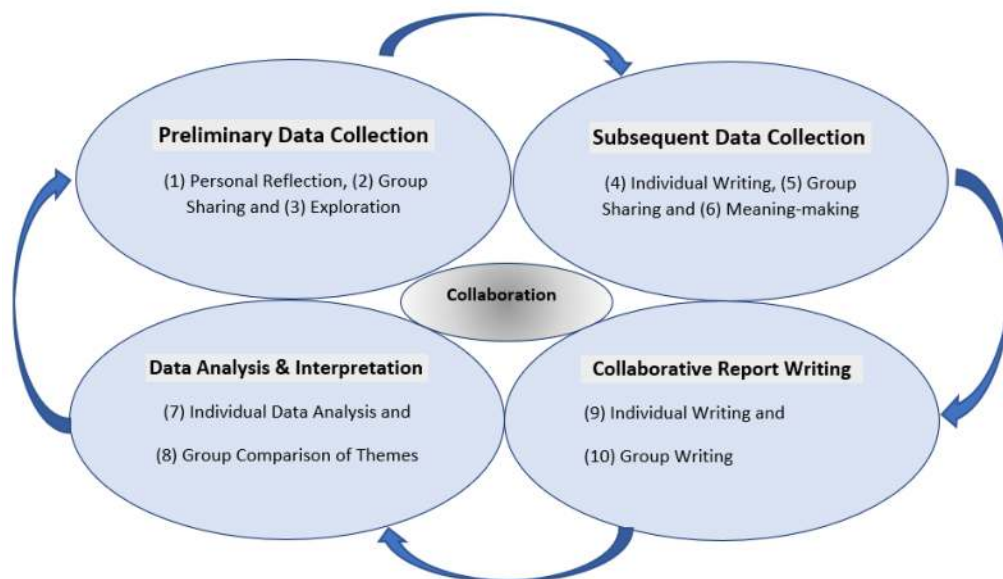 Preliminary Data Collection
(1) Personal Reflection, (2) Group
Sharing and (3) Exploration
Subsequent Data Collection
(4) Individual Writing, (5) Group
Sharing and (6) Meaning-making
Collaboration
Data Analysis & Interpretation
(7) Individual Data Analysis and
(8) Group Comparison of Themes
Collaborative Report Writing
(9) Individual Writing and
(10) Group Writing